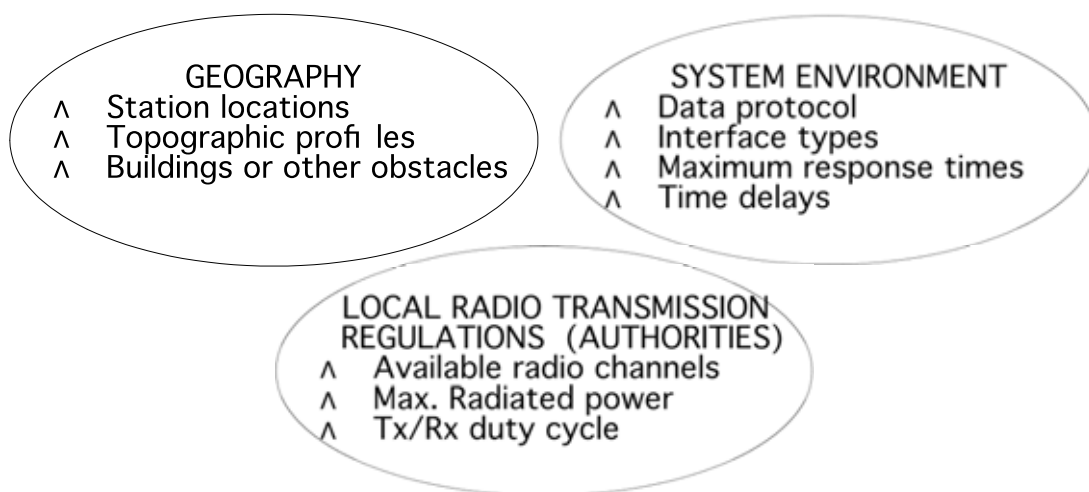 GEOGRAPHY
ʌ Station locations
ʌ Topographic profi les
ʌ Buildings or other obstacles
SYSTEM ENVIRONMENT
ʌ Data protocol
ʌ Interface types
ʌ Maximum response times
ʌ Time delays
LOCAL RADIO TRANSMISSION
REGULATIONS (AUTHORITIES)
ʌ Available radio channels
ʌ Max. Radiated power
ʌ Tx/Rx duty cycle